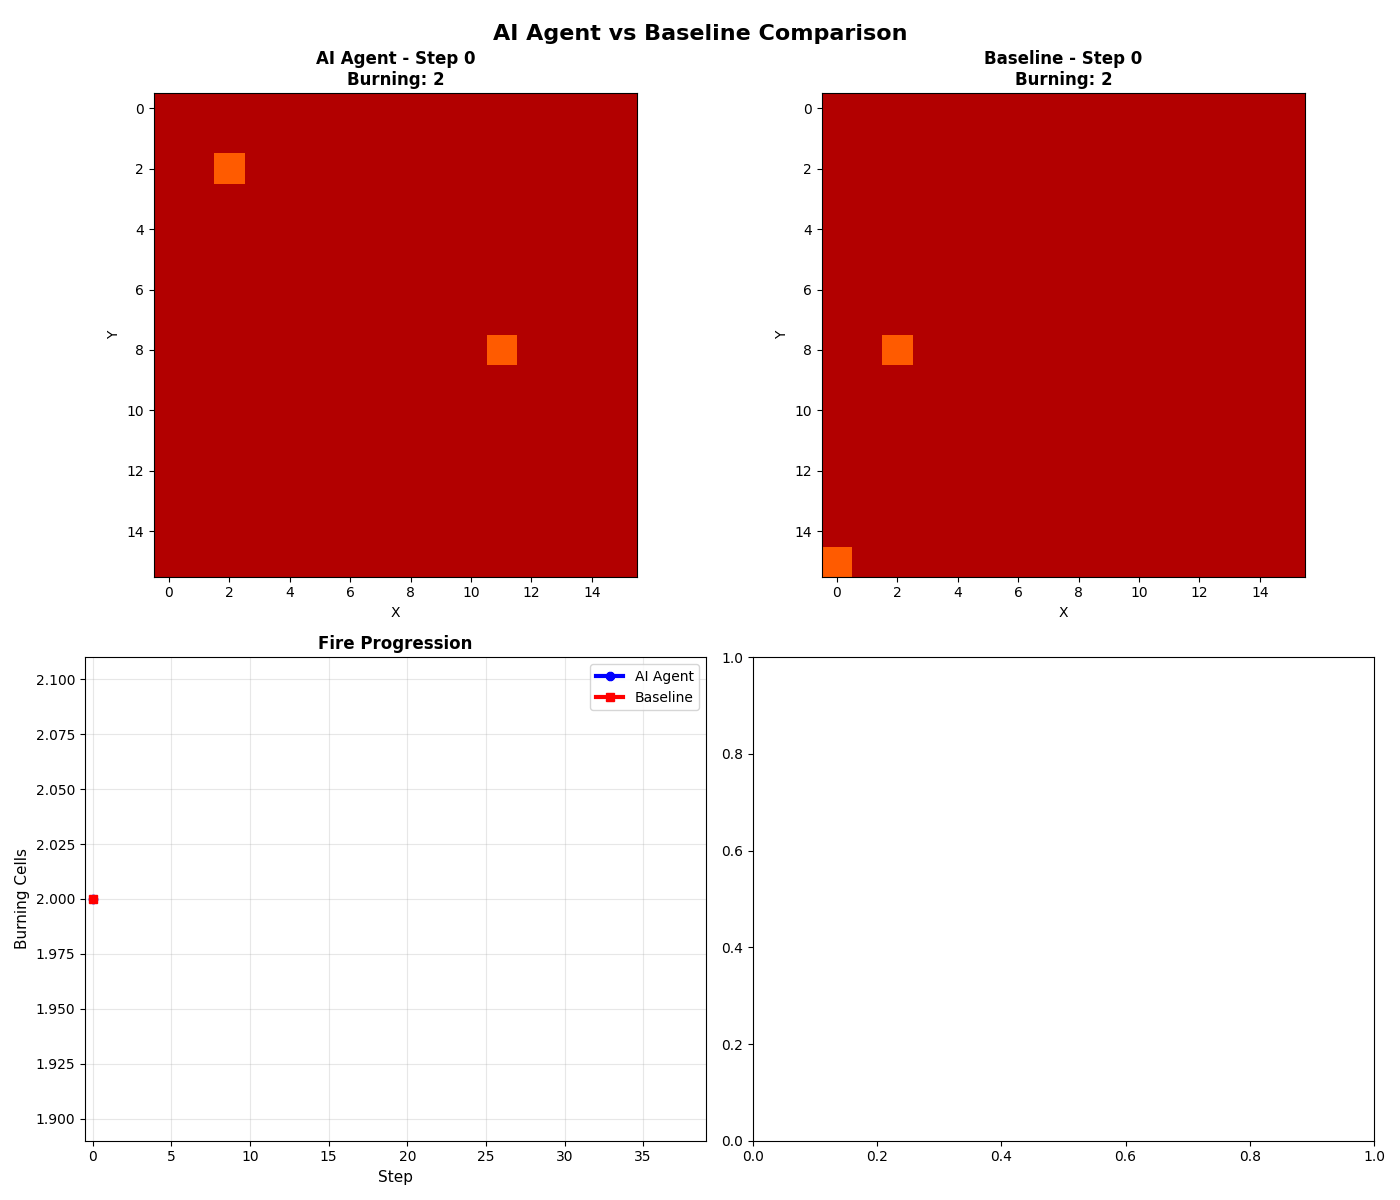 AI Agent vs Baseline Comparison
AI Agent - Step 0
Burning: 2
0
2
4
6
8
10
12
14
Y
0 2 4 6 8 10 12 14
X
Baseline - Step 0
Burning: 2
0
2
4
6
8
10
12
14
Y
0 2 4 6 8 10 12 14
X
Fire Progression
AI Agent
Baseline
2.100
2.075
2.050
2.025
2.000
1.975
1.950
1.925
1.900
Burning Cells
0 5 10 15 20 25 30 35
Step
1.0
0.8
0.6
0.4
0.2
0.0
0.0 0.2 0.4 0.6 0.8 1.0